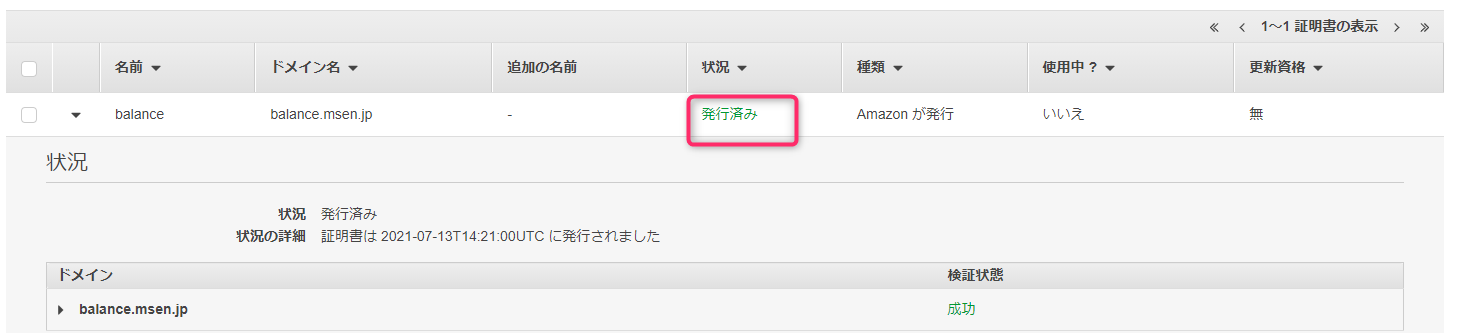 « ‹ 1～1 証明書の表示 › »
名前 ドメイン名 追加の名前 状況 種類 使用中 ? 更新資格
balance balance.msen.jp - 発行済み Amazon が発行 いいえ 無
状況
状況 発行済み
状況の詳細 証明書は 2021-07-13T14:21:00UTC に発行されました
ドメイン 検証状態
balance.msen.jp 成功